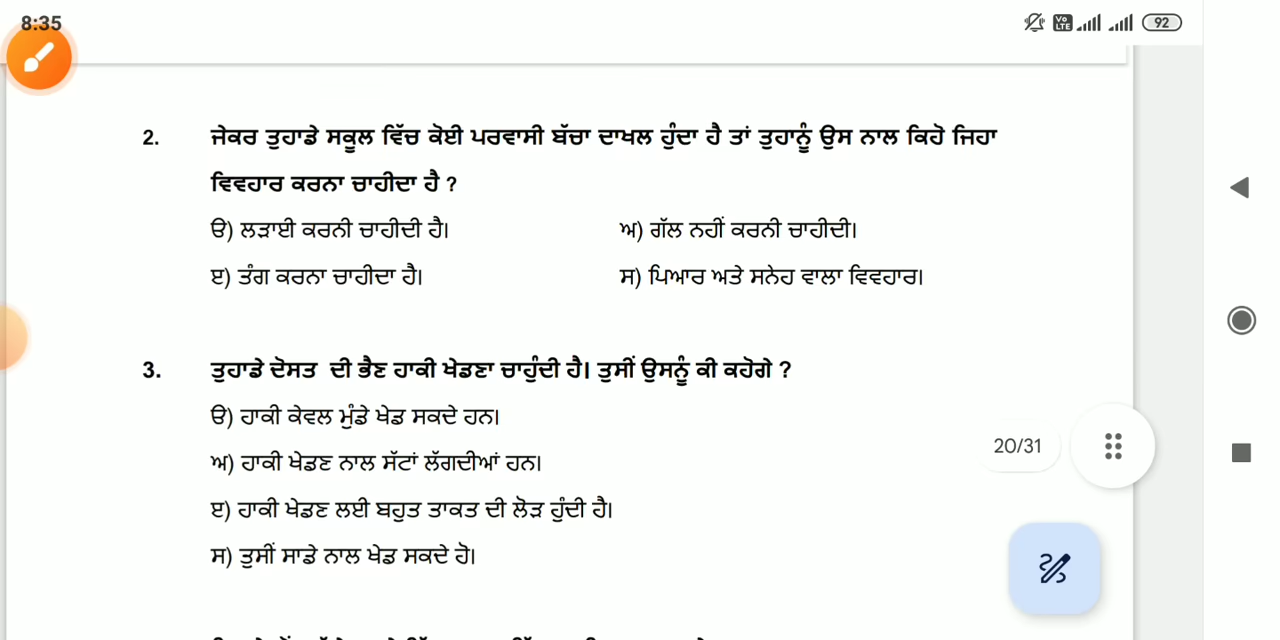 8:35
Vo LTE 92
2. ਜੇਕਰ ਤੁਹਾਡੇ ਸਕੂਲ ਵਿੱਚ ਕੋਈ ਪਰਵਾਸੀ ਬੱਚਾ ਦਾਖਲ ਹੁੰਦਾ ਹੈ ਤਾਂ ਤੁਹਾਨੂੰ ਉਸ ਨਾਲ ਕਿਹੋ ਜਿਹਾ
ਵਿਵਹਾਰ ਕਰਨਾ ਚਾਹੀਦਾ ਹੈ ?
ੳ) ਲੜਾਈ ਕਰਨੀ ਚਾਹੀਦੀ ਹੈ। ਅ) ਗੱਲ ਨਹੀਂ ਕਰਨੀ ਚਾਹੀਦੀ।
ੲ) ਤੰਗ ਕਰਨਾ ਚਾਹੀਦਾ ਹੈ। ਸ) ਪਿਆਰ ਅਤੇ ਸਨੇਹ ਵਾਲਾ ਵਿਵਹਾਰ।
3. ਤੁਹਾਡੇ ਦੋਸਤ ਦੀ ਭੈਣ ਹਾਕੀ ਖੇਡਣਾ ਚਾਹੁੰਦੀ ਹੈ। ਤੁਸੀਂ ਉਸਨੂੰ ਕੀ ਕਹੋਗੇ ?
ੳ) ਹਾਕੀ ਕੇਵਲ ਮੁੰਡੇ ਖੇਡ ਸਕਦੇ ਹਨ।
ਅ) ਹਾਕੀ ਖੇਡਣ ਨਾਲ ਸੱਟਾਂ ਲੱਗਦੀਆਂ ਹਨ।
ੲ) ਹਾਕੀ ਖੇਡਣ ਲਈ ਬਹੁਤ ਤਾਕਤ ਦੀ ਲੋੜ ਹੁੰਦੀ ਹੈ।
ਸ) ਤੁਸੀਂ ਸਾਡੇ ਨਾਲ ਖੇਡ ਸਕਦੇ ਹੋ।
20/31